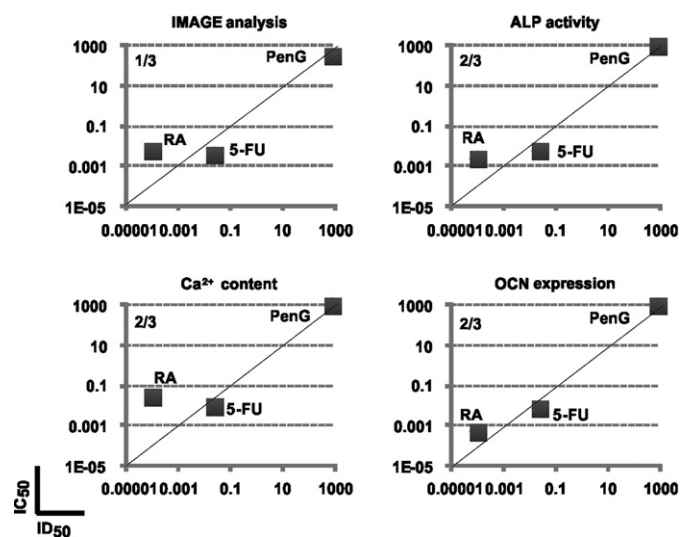 IMAGE analysis
1000
10
0.1
0.001
1E-05
1/3
PenG
RA
5-FU
0.00001 0.001 0.1 10 1000
ALP activity
1000
10
0.1
0.001
1E-05
2/3
PenG
RA
5-FU
0.00001 0.001 0.1 10 1000
Ca²⁺ content
1000
10
0.1
0.001
1E-05
2/3
PenG
RA
5-FU
0.00001 0.001 0.1 10 1000
OCN expression
1000
10
0.1
0.001
1E-05
2/3
PenG
RA
5-FU
0.00001 0.001 0.1 10 1000
IC₅₀
ID₅₀